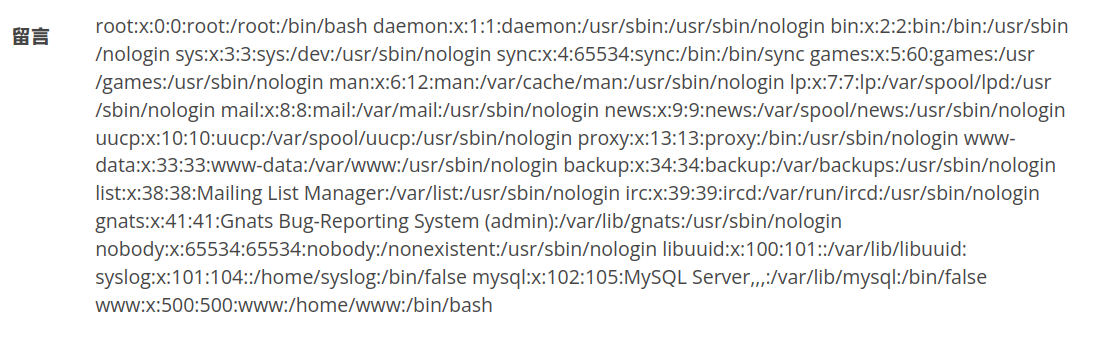 留言
root:x:0:0:root:/root:/bin/bash daemon:x:1:1:daemon:/usr/sbin:/usr/sbin/nologin bin:x:2:2:bin:/bin:/usr/sbin
/nologin sys:x:3:3:sys:/dev:/usr/sbin/nologin sync:x:4:65534:sync:/bin:/bin/sync games:x:5:60:games:/usr
/games:/usr/sbin/nologin man:x:6:12:man:/var/cache/man:/usr/sbin/nologin lp:x:7:7:lp:/var/spool/lpd:/usr
/sbin/nologin mail:x:8:8:mail:/var/mail:/usr/sbin/nologin news:x:9:9:news:/var/spool/news:/usr/sbin/nologin
uucp:x:10:10:uucp:/var/spool/uucp:/usr/sbin/nologin proxy:x:13:13:proxy:/bin:/usr/sbin/nologin www-
data:x:33:33:www-data:/var/www:/usr/sbin/nologin backup:x:34:34:backup:/var/backups:/usr/sbin/nologin
list:x:38:38:Mailing List Manager:/var/list:/usr/sbin/nologin irc:x:39:39:ircd:/var/run/ircd:/usr/sbin/nologin
gnats:x:41:41:Gnats Bug-Reporting System (admin):/var/lib/gnats:/usr/sbin/nologin
nobody:x:65534:65534:nobody:/nonexistent:/usr/sbin/nologin libuuid:x:100:101::/var/lib/libuuid:
syslog:x:101:104::/home/syslog:/bin/false mysql:x:102:105:MySQL Server,,,:/var/lib/mysql:/bin/false
www:x:500:500:www:/home/www:/bin/bash